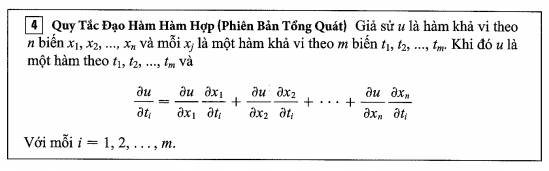 4 Quy Tắc Đạo Hàm Hàm Hợp (Phiên Bản Tổng Quát) Giả sử u là hàm khả vi theo
n biến x₁, x₂, ..., xₙ và mỗi xⱼ là một hàm khả vi theo m biến t₁, t₂, ..., tₘ. Khi đó u là
một hàm theo t₁, t₂, ..., tₘ và
∂u/∂tᵢ = ∂u/∂x₁ ∂x₁/∂tᵢ + ∂u/∂x₂ ∂x₂/∂tᵢ + · · · + ∂u/∂xₙ ∂xₙ/∂tᵢ
Với mỗi i = 1, 2, . . . , m.